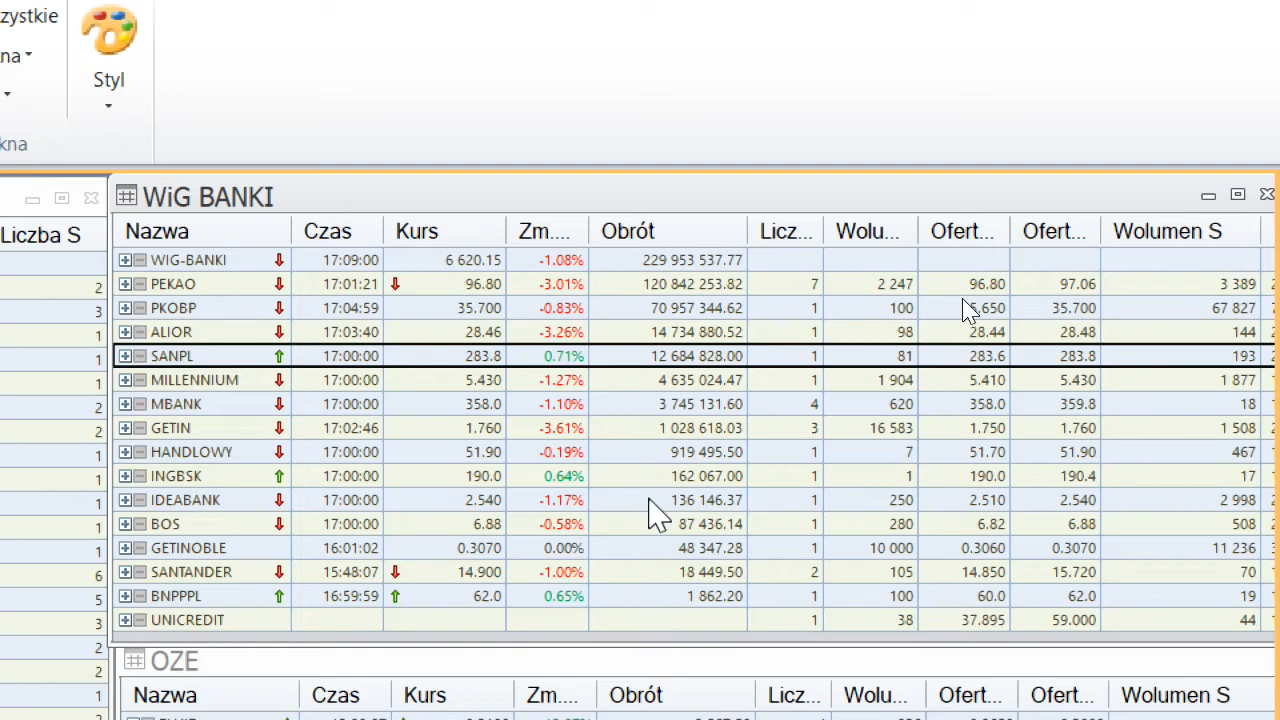 zystkie
na
Styl
kna
Liczba S
2
3
1
1
1
2
2
1
1
1
1
1
6
5
3
2
2
1
WiG BANKI
Nazwa Czas Kurs Zm.... Obrót Licz... Wolu... Ofert... Ofert... Wolumen S
WIG-BANKI 17:09:00 6 620.15 -1.08% 229 953 537.77
PEKAO 17:01:21 96.80 -3.01% 120 842 253.82 7 2 247 96.80 97.06 3 389
PKOBP 17:04:59 35.700 -0.83% 70 957 344.62 1 100 .650 35.700 67 827
ALIOR 17:03:40 28.46 -3.26% 14 734 880.52 1 98 28.44 28.48 144
SANPL 17:00:00 283.8 0.71% 12 684 828.00 1 81 283.6 283.8 193
MILLENNIUM 17:00:00 5.430 -1.27% 4 635 024.47 1 1 904 5.410 5.430 1 877
MBANK 17:00:00 358.0 -1.10% 3 745 131.60 4 620 358.0 359.8 18
GETIN 17:02:46 1.760 -3.61% 1 028 618.03 3 16 583 1.750 1.760 1 508
HANDLOWY 17:00:00 51.90 -0.19% 919 495.50 1 7 51.70 51.90 467
INGBSK 17:00:00 190.0 0.64% 162 067.00 1 1 190.0 190.4 17
IDEABANK 17:00:00 2.540 -1.17% 136 146.37 1 250 2.510 2.540 2 998
BOS 17:00:00 6.88 -0.58% 87 436.14 1 280 6.82 6.88 508
GETINOBLE 16:01:02 0.3070 0.00% 48 347.28 1 10 000 0.3060 0.3070 11 236
SANTANDER 15:48:07 14.900 -1.00% 18 449.50 2 105 14.850 15.720 70
BNPPPL 16:59:59 62.0 0.65% 1 862.20 1 100 60.0 62.0 19
UNICREDIT 1 38 37.895 59.000 44
OZE
Nazwa Czas Kurs Zm.... Obrót Licz... Wolu... Ofert... Ofert... Wolumen S